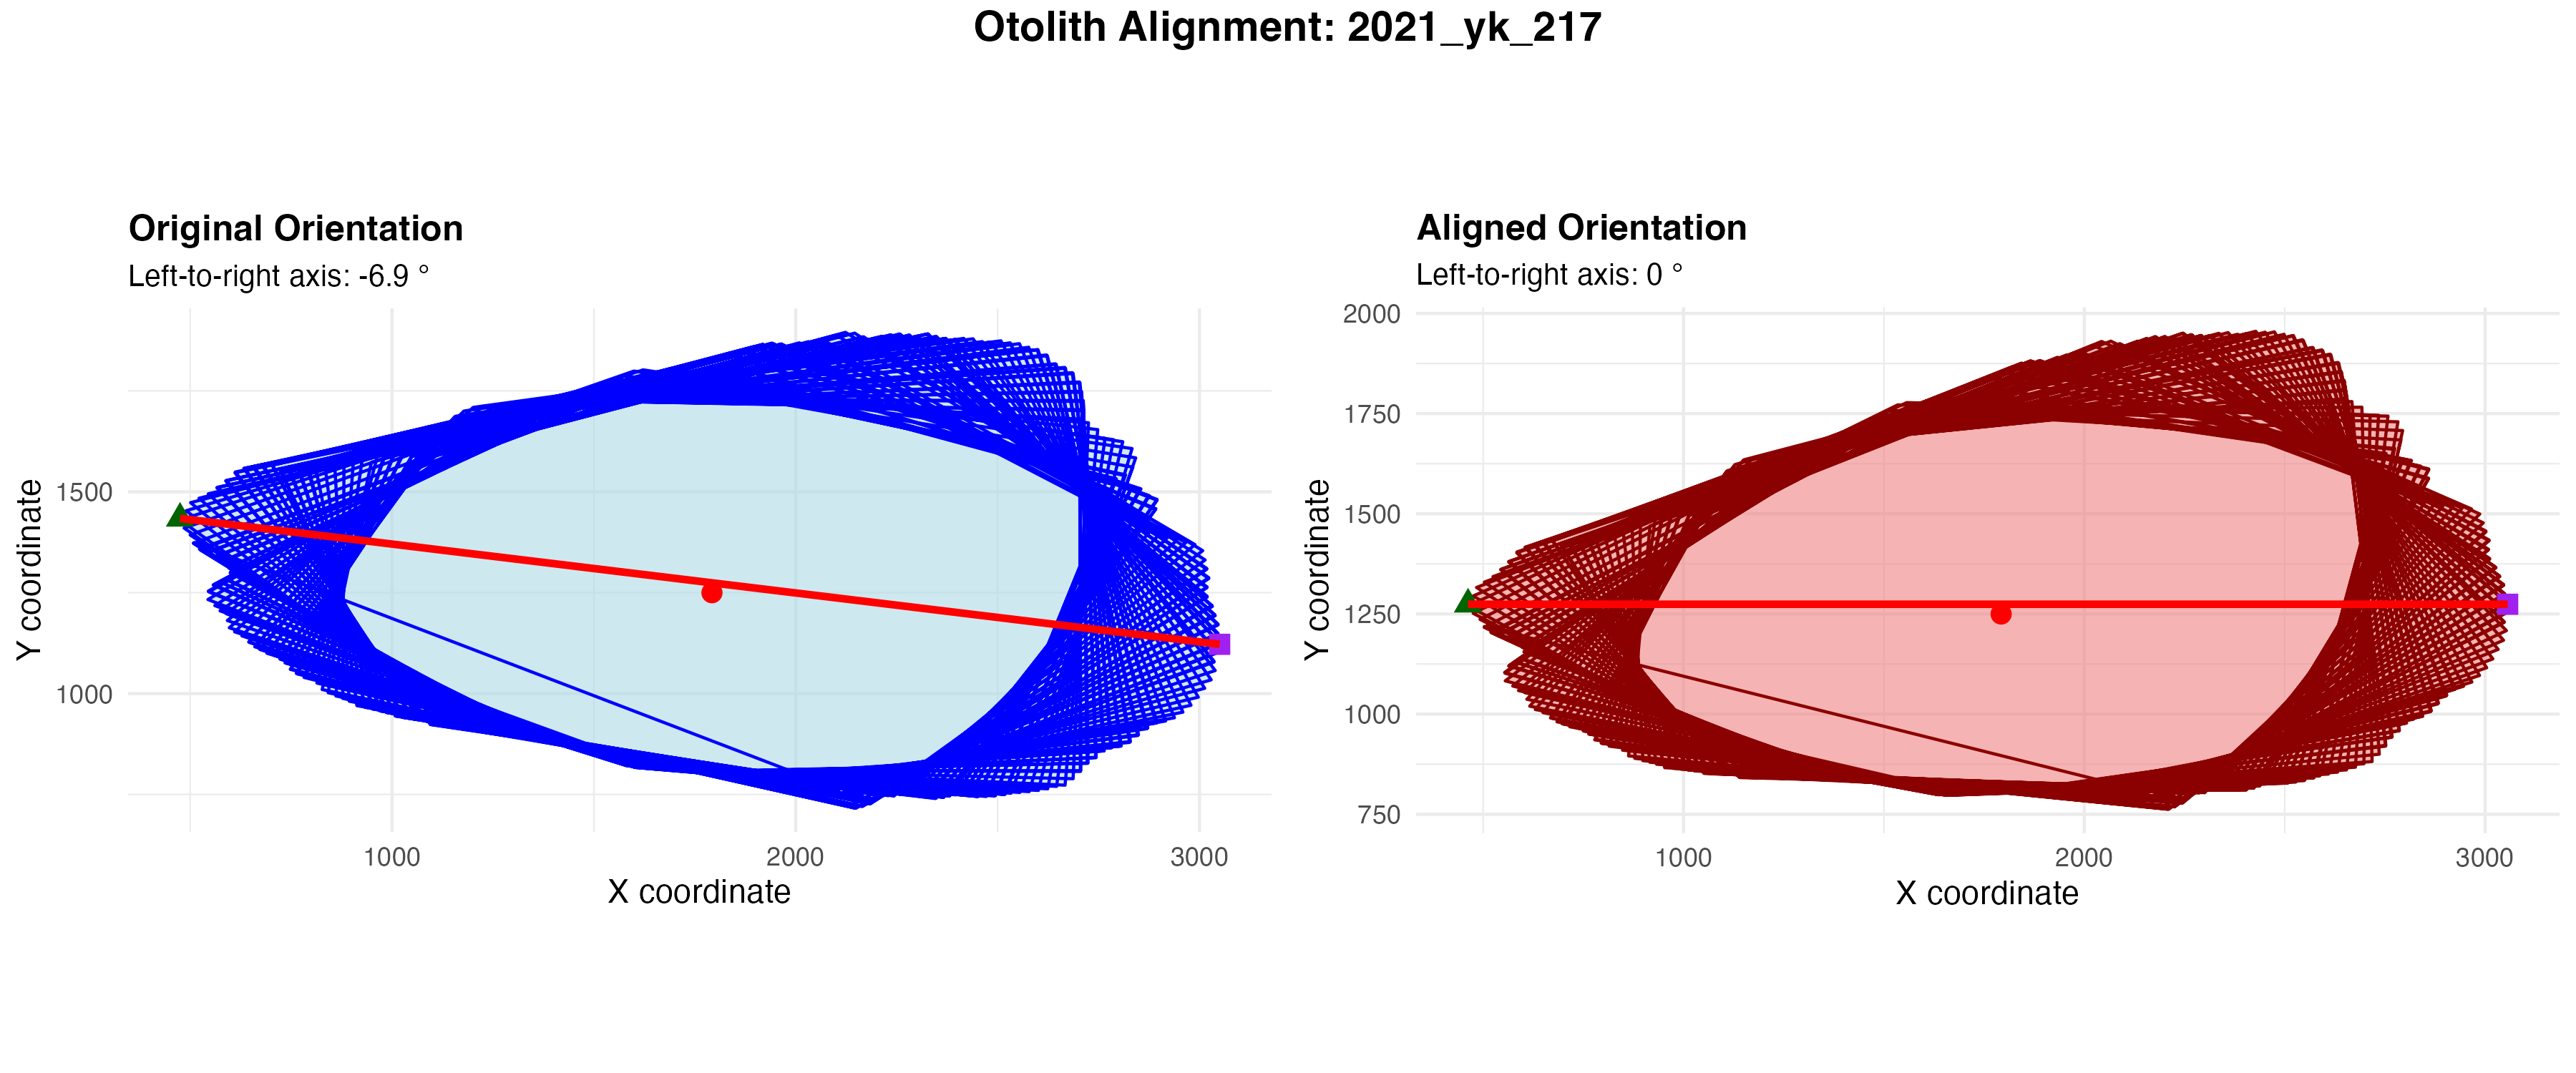 Otolith Alignment: 2021_yk_217
Original Orientation
Left-to-right axis: -6.9 °
Y coordinate
1500
1000
1000
2000
3000
X coordinate
Aligned Orientation
Left-to-right axis: 0 °
Y coordinate
2000
1750
1500
1250
1000
750
1000
2000
3000
X coordinate